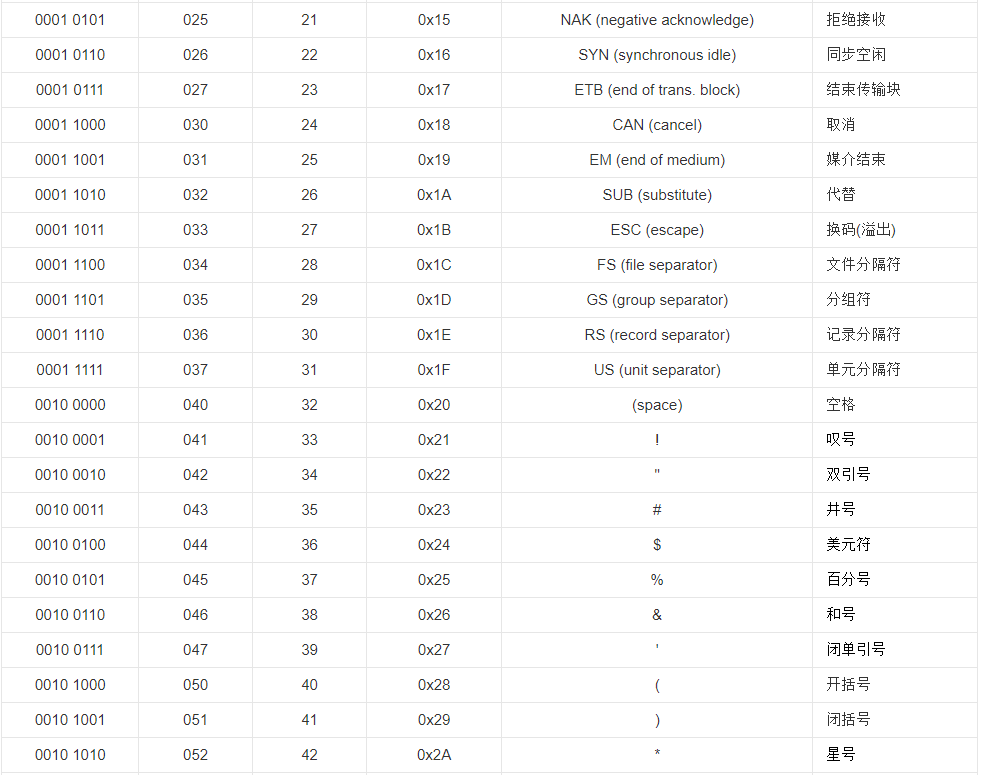 0001 0101 025 21 0x15 NAK (negative acknowledge) 拒绝接收
0001 0110 026 22 0x16 SYN (synchronous idle) 同步空闲
0001 0111 027 23 0x17 ETB (end of trans. block) 结束传输块
0001 1000 030 24 0x18 CAN (cancel) 取消
0001 1001 031 25 0x19 EM (end of medium) 媒介结束
0001 1010 032 26 0x1A SUB (substitute) 代替
0001 1011 033 27 0x1B ESC (escape) 换码(溢出)
0001 1100 034 28 0x1C FS (file separator) 文件分隔符
0001 1101 035 29 0x1D GS (group separator) 分组符
0001 1110 036 30 0x1E RS (record separator) 记录分隔符
0001 1111 037 31 0x1F US (unit separator) 单元分隔符
0010 0000 040 32 0x20 (space) 空格
0010 0001 041 33 0x21 ! 叹号
0010 0010 042 34 0x22 " 双引号
0010 0011 043 35 0x23 # 井号
0010 0100 044 36 0x24 $ 美元符
0010 0101 045 37 0x25 % 百分号
0010 0110 046 38 0x26 & 和号
0010 0111 047 39 0x27 ' 闭单引号
0010 1000 050 40 0x28 ( 开括号
0010 1001 051 41 0x29 ) 闭括号
0010 1010 052 42 0x2A * 星号